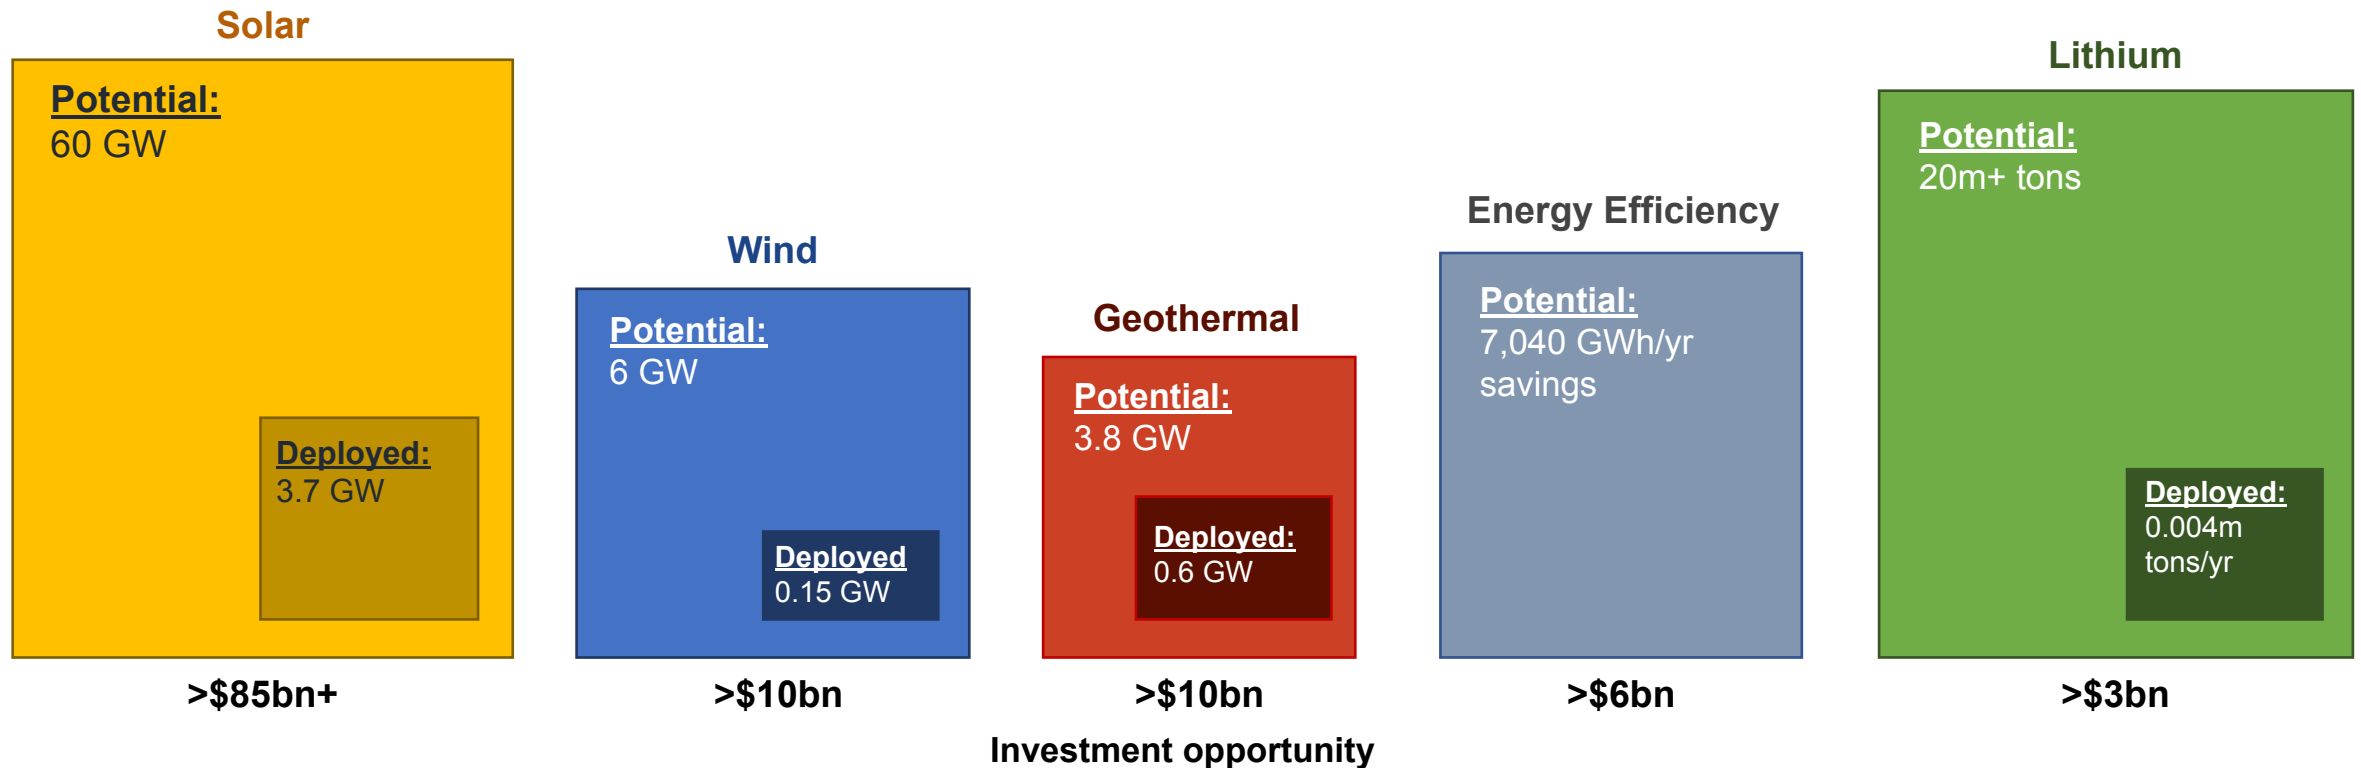 Solar
Potential:
60 GW
Deployed:
3.7 GW
>$85bn+
Wind
Potential:
6 GW
Deployed
0.15 GW
>$10bn
Geothermal
Potential:
3.8 GW
Deployed:
0.6 GW
>$10bn
Energy Efficiency
Potential:
7,040 GWh/yr
savings
>$6bn
Lithium
Potential:
20m+ tons
Deployed:
0.004m
tons/yr
>$3bn
Investment opportunity